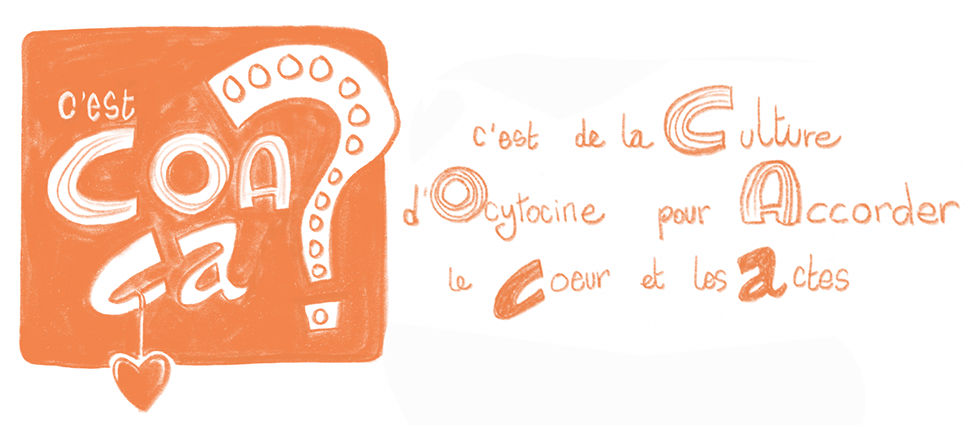 c'est
COA
ça ?
c'est de la Culture
d'Ocytocine pour Accorder
le coeur et les actes